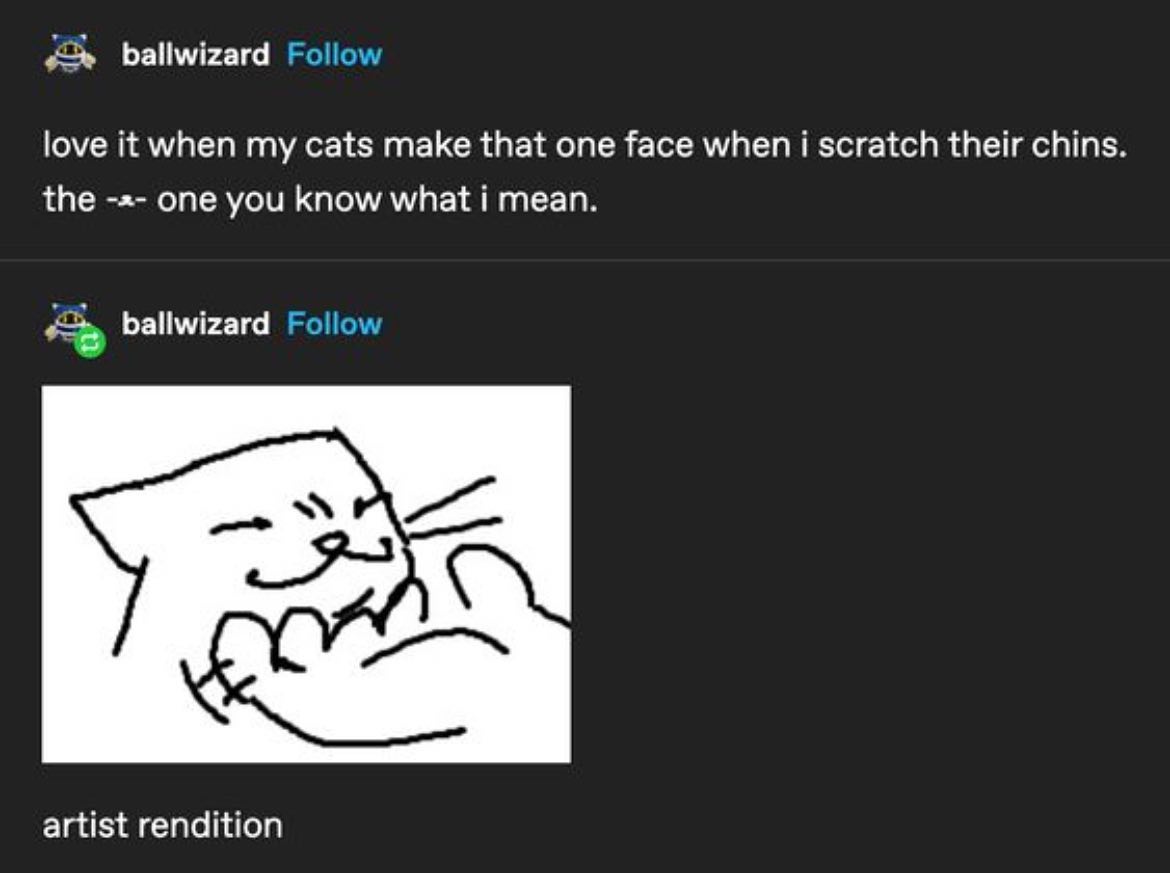 ballwizard Follow
love it when my cats make that one face when i scratch their chins.
the -ᴥ- one you know what i mean.
ballwizard Follow
artist rendition